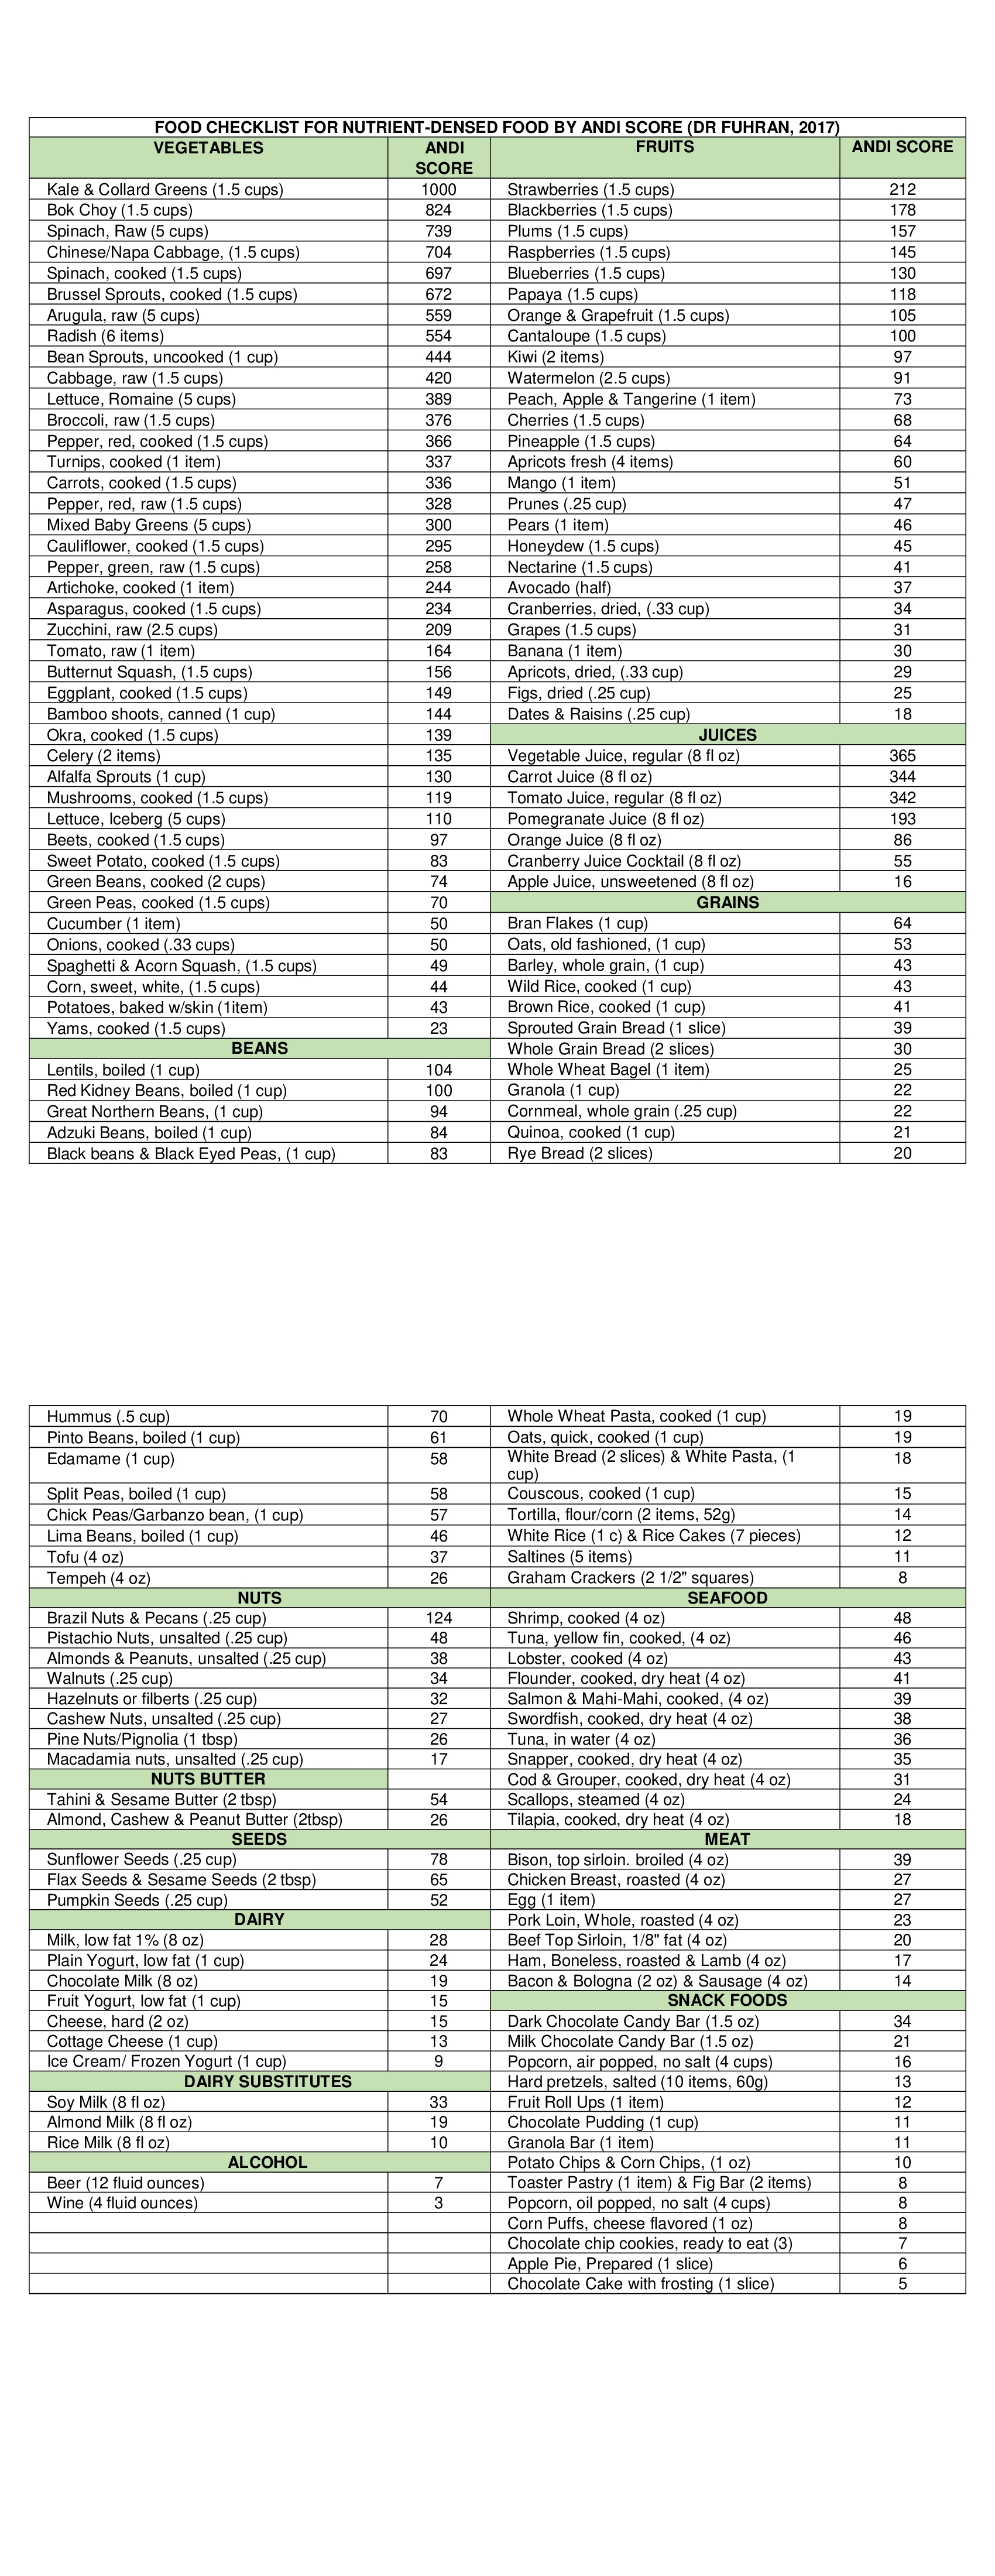 FOOD CHECKLIST FOR NUTRIENT-DENSED FOOD BY ANDI SCORE (DR FUHRAN, 2017)
VEGETABLES ANDI SCORE FRUITS ANDI SCORE
Kale & Collard Greens (1.5 cups) 1000 Strawberries (1.5 cups) 212
Bok Choy (1.5 cups) 824 Blackberries (1.5 cups) 178
Spinach, Raw (5 cups) 739 Plums (1.5 cups) 157
Chinese/Napa Cabbage, (1.5 cups) 704 Raspberries (1.5 cups) 145
Spinach, cooked (1.5 cups) 697 Blueberries (1.5 cups) 130
Brussel Sprouts, cooked (1.5 cups) 672 Papaya (1.5 cups) 118
Arugula, raw (5 cups) 559 Orange & Grapefruit (1.5 cups) 105
Radish (6 items) 554 Cantaloupe (1.5 cups) 100
Bean Sprouts, uncooked (1 cup) 444 Kiwi (2 items) 97
Cabbage, raw (1.5 cups) 420 Watermelon (2.5 cups) 91
Lettuce, Romaine (5 cups) 389 Peach, Apple & Tangerine (1 item) 73
Broccoli, raw (1.5 cups) 376 Cherries (1.5 cups) 68
Pepper, red, cooked (1.5 cups) 366 Pineapple (1.5 cups) 64
Turnips, cooked (1 item) 337 Apricots fresh (4 items) 60
Carrots, cooked (1.5 cups) 336 Mango (1 item) 51
Pepper, red, raw (1.5 cups) 328 Prunes (.25 cup) 47
Mixed Baby Greens (5 cups) 300 Pears (1 item) 46
Cauliflower, cooked (1.5 cups) 295 Honeydew (1.5 cups) 45
Pepper, green, raw (1.5 cups) 258 Nectarine (1.5 cups) 41
Artichoke, cooked (1 item) 244 Avocado (half) 37
Asparagus, cooked (1.5 cups) 234 Cranberries, dried, (.33 cup) 34
Zucchini, raw (2.5 cups) 209 Grapes (1.5 cups) 31
Tomato, raw (1 item) 164 Banana (1 item) 30
Butternut Squash, (1.5 cups) 156 Apricots, dried, (.33 cup) 29
Eggplant, cooked (1.5 cups) 149 Figs, dried (.25 cup) 25
Bamboo shoots, canned (1 cup) 144 Dates & Raisins (.25 cup) 18
Okra, cooked (1.5 cups) 139 JUICES
Celery (2 items) 135 Vegetable Juice, regular (8 fl oz) 365
Alfalfa Sprouts (1 cup) 130 Carrot Juice (8 fl oz) 344
Mushrooms, cooked (1.5 cups) 119 Tomato Juice, regular (8 fl oz) 342
Lettuce, Iceberg (5 cups) 110 Pomegranate Juice (8 fl oz) 193
Beets, cooked (1.5 cups) 97 Orange Juice (8 fl oz) 86
Sweet Potato, cooked (1.5 cups) 83 Cranberry Juice Cocktail (8 fl oz) 55
Green Beans, cooked (2 cups) 74 Apple Juice, unsweetened (8 fl oz) 16
Green Peas, cooked (1.5 cups) 70 GRAINS
Cucumber (1 item) 50 Bran Flakes (1 cup) 64
Onions, cooked (.33 cups) 50 Oats, old fashioned, (1 cup) 53
Spaghetti & Acorn Squash, (1.5 cups) 49 Barley, whole grain, (1 cup) 43
Corn, sweet, white, (1.5 cups) 44 Wild Rice, cooked (1 cup) 43
Potatoes, baked w/skin (1item) 43 Brown Rice, cooked (1 cup) 41
Yams, cooked (1.5 cups) 23 Sprouted Grain Bread (1 slice) 39
BEANS Whole Grain Bread (2 slices) 30
Lentils, boiled (1 cup) 104 Whole Wheat Bagel (1 item) 25
Red Kidney Beans, boiled (1 cup) 100 Granola (1 cup) 22
Great Northern Beans, (1 cup) 94 Cornmeal, whole grain (.25 cup) 22
Adzuki Beans, boiled (1 cup) 84 Quinoa, cooked (1 cup) 21
Black beans & Black Eyed Peas, (1 cup) 83 Rye Bread (2 slices) 20
Hummus (.5 cup) 70 Whole Wheat Pasta, cooked (1 cup) 19
Pinto Beans, boiled (1 cup) 61 Oats, quick, cooked (1 cup) 19
Edamame (1 cup) 58 White Bread (2 slices) & White Pasta, (1 cup) 18
Split Peas, boiled (1 cup) 58 Couscous, cooked (1 cup) 15
Chick Peas/Garbanzo bean, (1 cup) 57 Tortilla, flour/corn (2 items, 52g) 14
Lima Beans, boiled (1 cup) 46 White Rice (1 c) & Rice Cakes (7 pieces) 12
Tofu (4 oz) 37 Saltines (5 items) 11
Tempeh (4 oz) 26 Graham Crackers (2 1/2" squares) 8
NUTS SEAFOOD
Brazil Nuts & Pecans (.25 cup) 124 Shrimp, cooked (4 oz) 48
Pistachio Nuts, unsalted (.25 cup) 48 Tuna, yellow fin, cooked, (4 oz) 46
Almonds & Peanuts, unsalted (.25 cup) 38 Lobster, cooked (4 oz) 43
Walnuts (.25 cup) 34 Flounder, cooked, dry heat (4 oz) 41
Hazelnuts or filberts (.25 cup) 32 Salmon & Mahi-Mahi, cooked, (4 oz) 39
Cashew Nuts, unsalted (.25 cup) 27 Swordfish, cooked, dry heat (4 oz) 38
Pine Nuts/Pignolia (1 tbsp) 26 Tuna, in water (4 oz) 36
Macadamia nuts, unsalted (.25 cup) 17 Snapper, cooked, dry heat (4 oz) 35
NUTS BUTTER Cod & Grouper, cooked, dry heat (4 oz) 31
Tahini & Sesame Butter (2 tbsp) 54 Scallops, steamed (4 oz) 24
Almond, Cashew & Peanut Butter (2tbsp) 26 Tilapia, cooked, dry heat (4 oz) 18
SEEDS MEAT
Sunflower Seeds (.25 cup) 78 Bison, top sirloin. broiled (4 oz) 39
Flax Seeds & Sesame Seeds (2 tbsp) 65 Chicken Breast, roasted (4 oz) 27
Pumpkin Seeds (.25 cup) 52 Egg (1 item) 27
DAIRY Pork Loin, Whole, roasted (4 oz) 23
Milk, low fat 1% (8 oz) 28 Beef Top Sirloin, 1/8" fat (4 oz) 20
Plain Yogurt, low fat (1 cup) 24 Ham, Boneless, roasted & Lamb (4 oz) 17
Chocolate Milk (8 oz) 19 Bacon & Bologna (2 oz) & Sausage (4 oz) 14
Fruit Yogurt, low fat (1 cup) 15 SNACK FOODS
Cheese, hard (2 oz) 15 Dark Chocolate Candy Bar (1.5 oz) 34
Cottage Cheese (1 cup) 13 Milk Chocolate Candy Bar (1.5 oz) 21
Ice Cream/ Frozen Yogurt (1 cup) 9 Popcorn, air popped, no salt (4 cups) 16
DAIRY SUBSTITUTES Hard pretzels, salted (10 items, 60g) 13
Soy Milk (8 fl oz) 33 Fruit Roll Ups (1 item) 12
Almond Milk (8 fl oz) 19 Chocolate Pudding (1 cup) 11
Rice Milk (8 fl oz) 10 Granola Bar (1 item) 11
ALCOHOL Potato Chips & Corn Chips, (1 oz) 10
Beer (12 fluid ounces) 7 Toaster Pastry (1 item) & Fig Bar (2 items) 8
Wine (4 fluid ounces) 3 Popcorn, oil popped, no salt (4 cups) 8
Corn Puffs, cheese flavored (1 oz) 8
Chocolate chip cookies, ready to eat (3) 7
Apple Pie, Prepared (1 slice) 6
Chocolate Cake with frosting (1 slice) 5